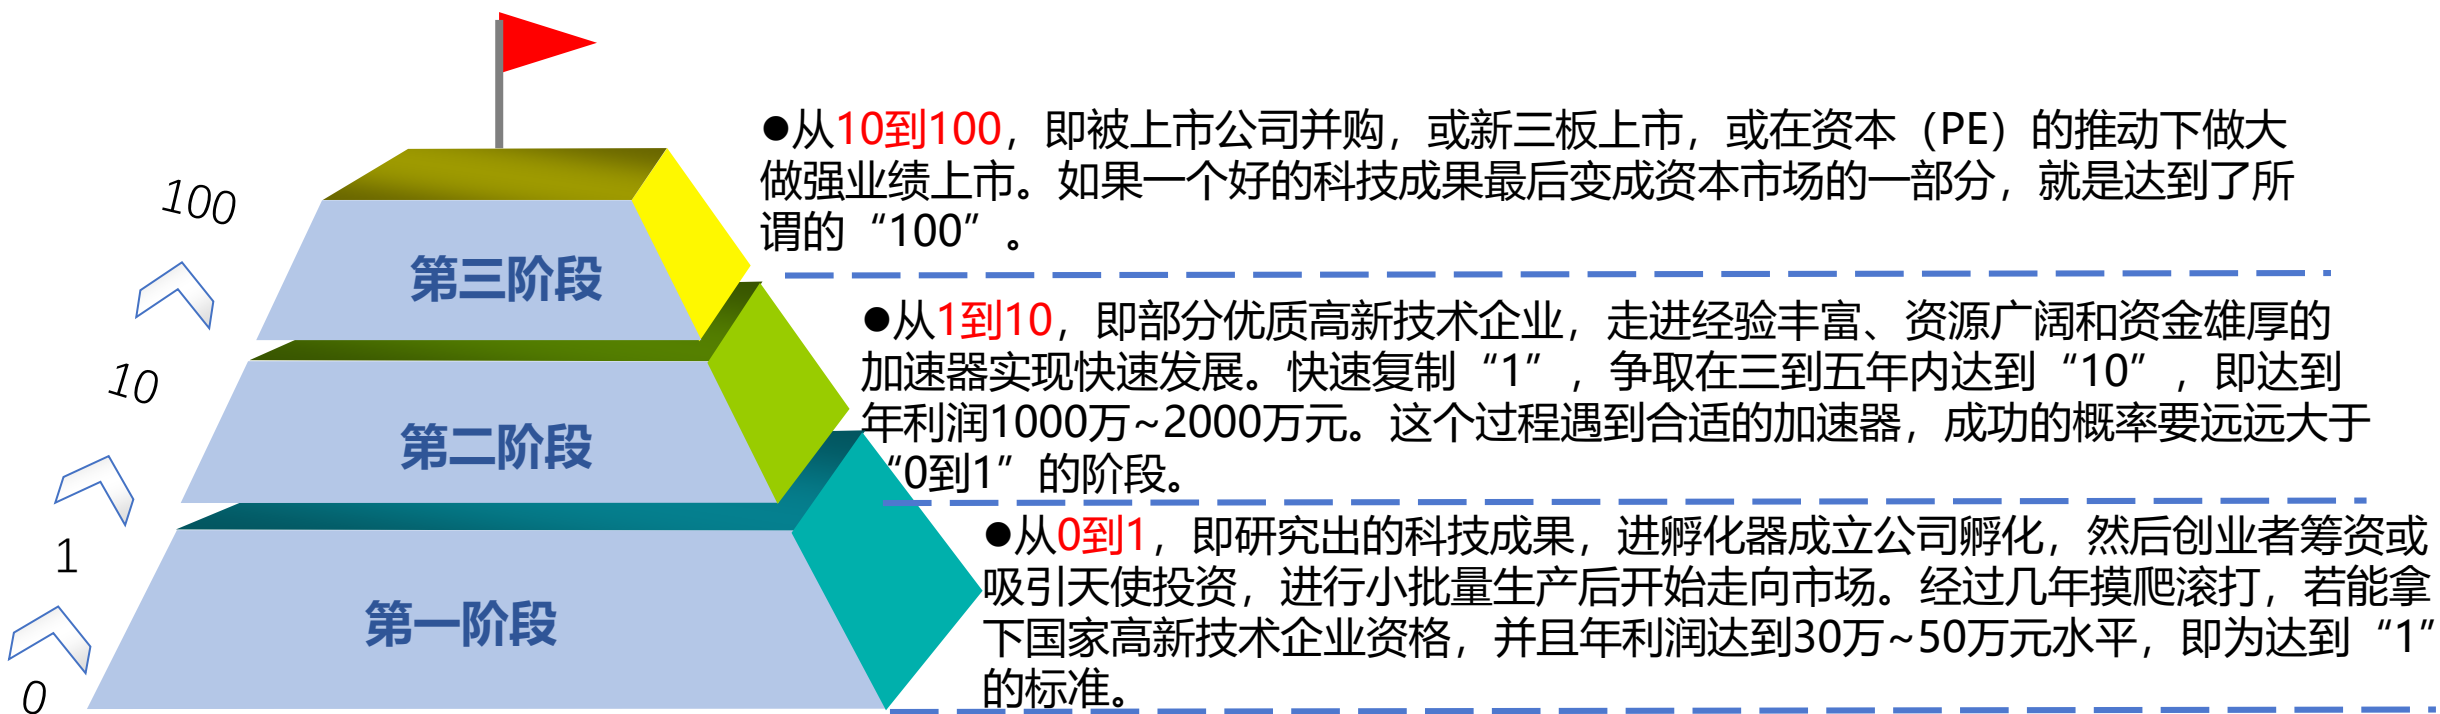 ●从10到100，即被上市公司并购，或新三板上市，或在资本（PE）的推动下做大
做强业绩上市。如果一个好的科技成果最后变成资本市场的一部分，就是达到了所
谓的“100”。
100
第三阶段
●从1到10，即部分优质高新技术企业，走进经验丰富、资源广阔和资金雄厚的
加速器实现快速发展。快速复制“1”，争取在三到五年内达到“10”，即达到
年利润1000万~2000万元。这个过程遇到合适的加速器，成功的概率要远远大于
“0到1”的阶段。
10
第二阶段
●从0到1，即研究出的科技成果，进孵化器成立公司孵化，然后创业者筹资或
吸引天使投资，进行小批量生产后开始走向市场。经过几年摸爬滚打，若能拿
下国家高新技术企业资格，并且年利润达到30万~50万元水平，即为达到“1”
的标准。
1
第一阶段
0